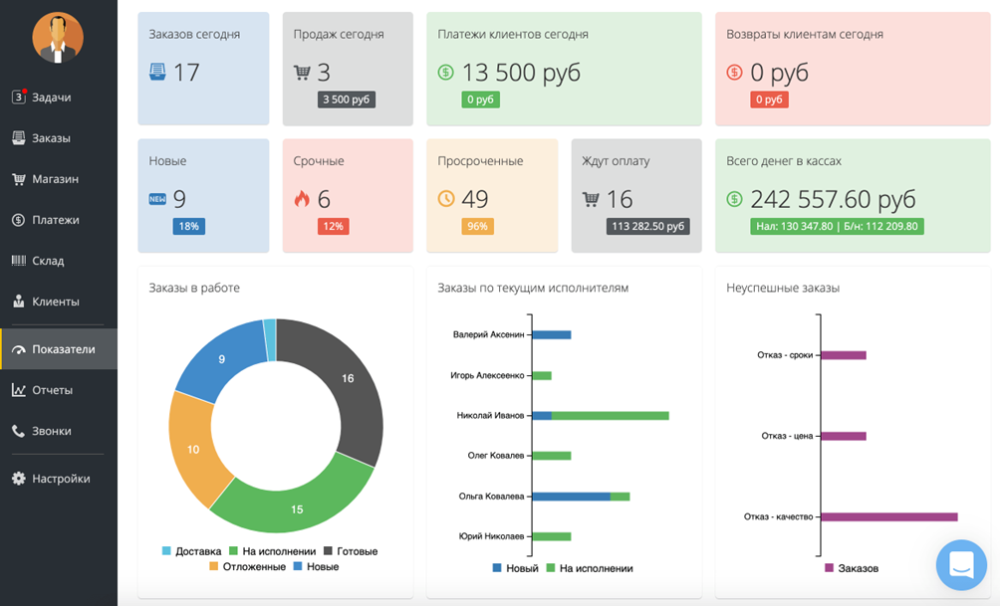 3 Задачи
Заказы
Магазин
Платежи
Склад
Клиенты
Показатели
Отчеты
Звонки
Настройки
Заказов сегодня
17
Продаж сегодня
3
3 500 руб
Платежи клиентов сегодня
13 500 руб
0 руб
Возвраты клиентам сегодня
0 руб
0 руб
Новые
NEW 9
18%
Срочные
6
12%
Просроченные
49
96%
Ждут оплату
16
113 282.50 руб
Всего денег в кассах
242 557.60 руб
Нал: 130 347.80 | Б/н: 112 209.80
Заказы в работе
9
16
10
15
Доставка На исполнении Готовые
Отложенные Новые
Заказы по текущим исполнителям
Валерий Аксенин
Игорь Алексеенко
Николай Иванов
Олег Ковалев
Ольга Ковалева
Юрий Николаев
Новый На исполнении
Неуспешные заказы
Отказ - сроки
Отказ - цена
Отказ - качество
Заказов